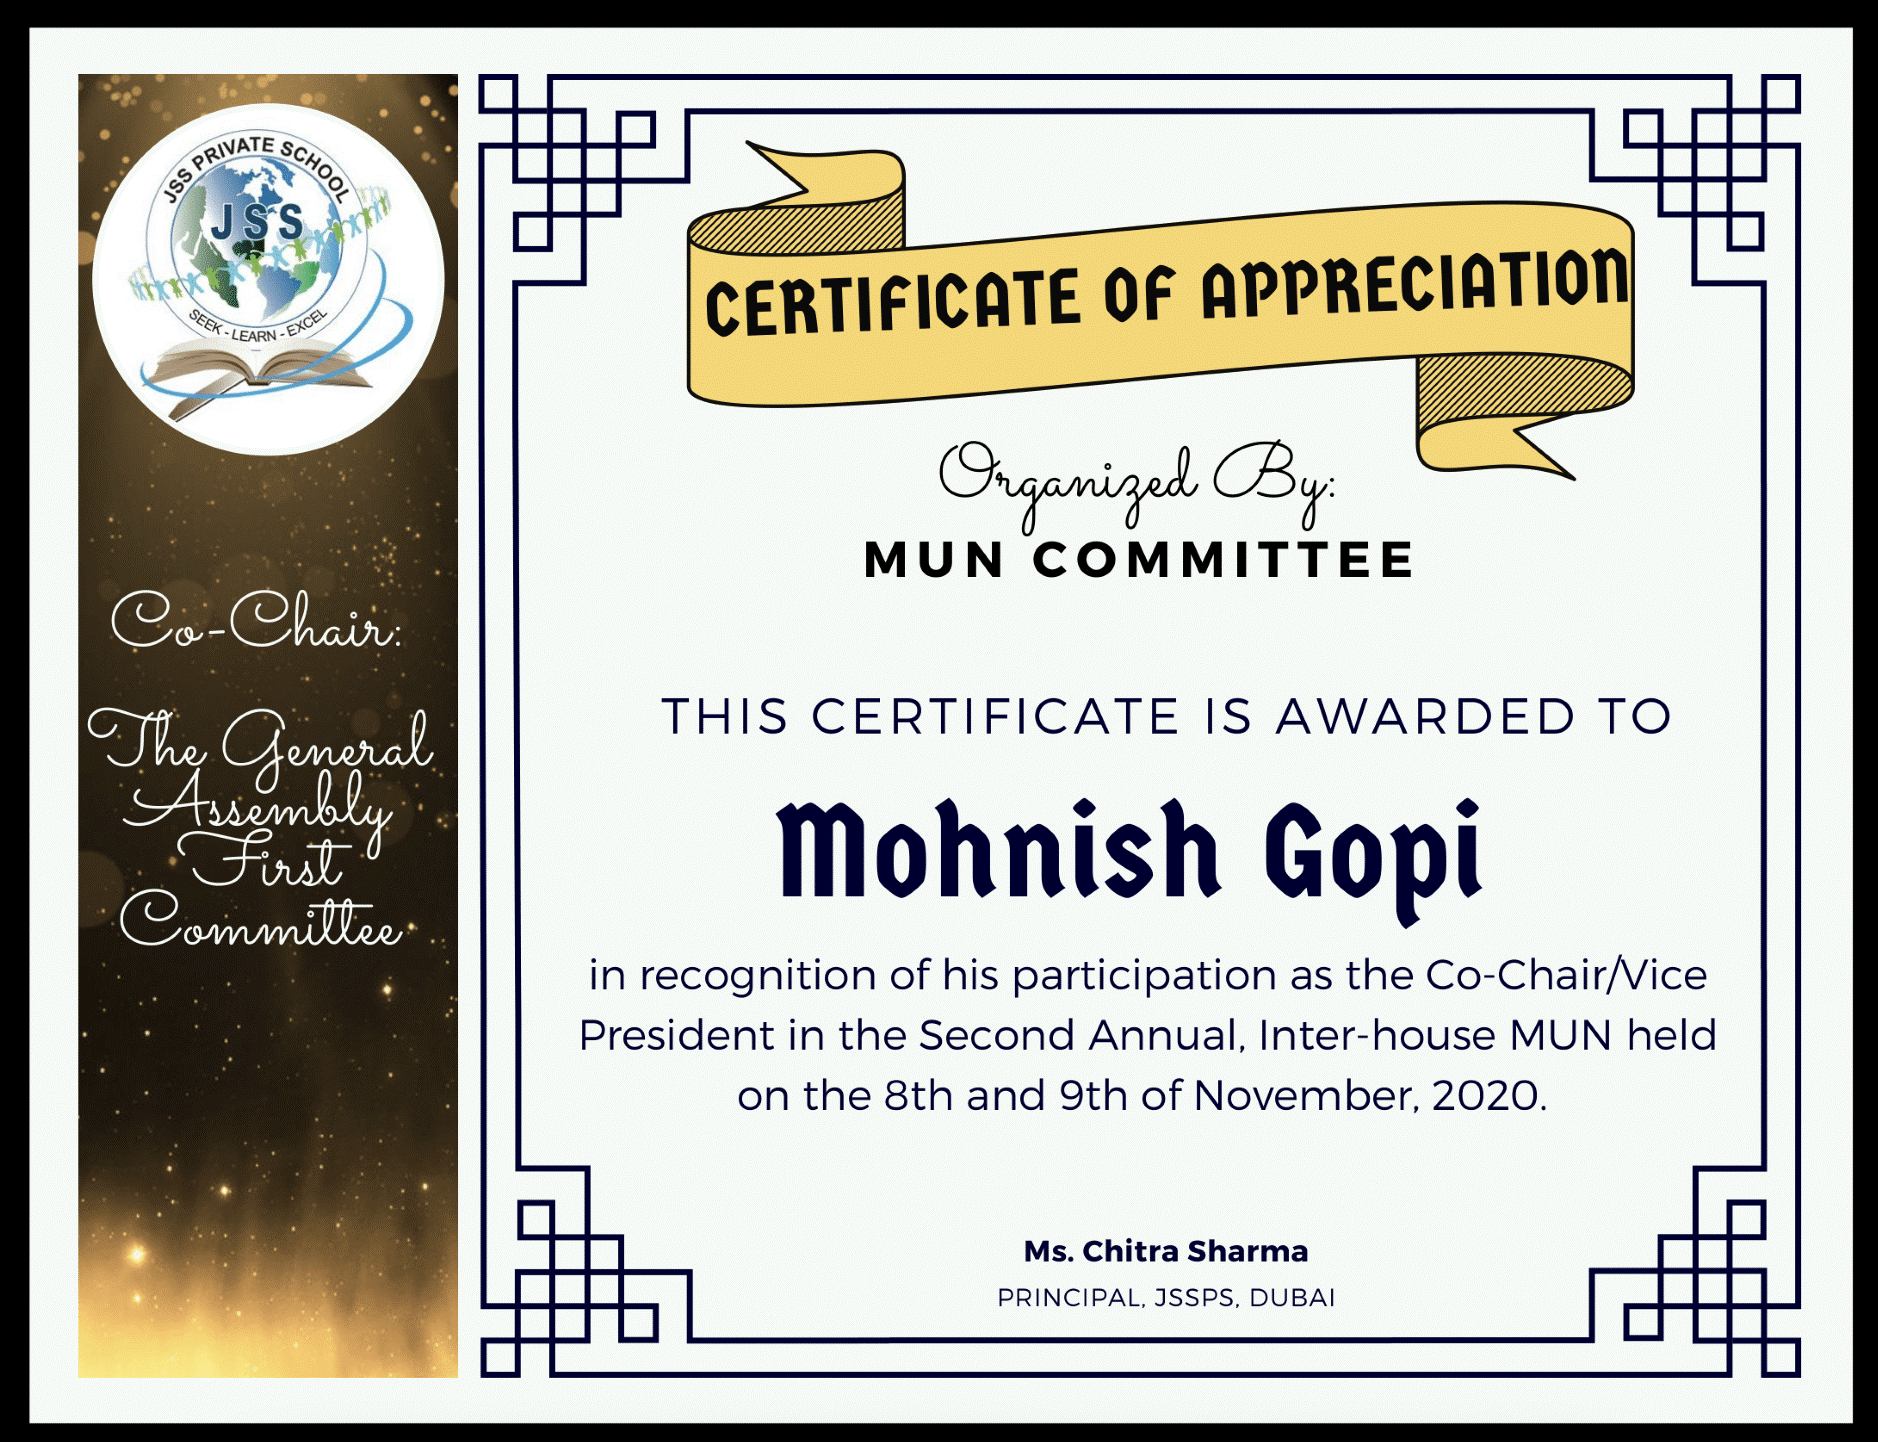 JSS PRIVATE SCHOOL
JSS
SEEK - LEARN - EXCEL
Co-Chair:
The General
Assembly
First
Committee
CERTIFICATE OF APPRECIATION
Organized By:
MUN COMMITTEE
THIS CERTIFICATE IS AWARDED TO
Mohnish Gopi
in recognition of his participation as the Co-Chair/Vice
President in the Second Annual, Inter-house MUN held
on the 8th and 9th of November, 2020.
Ms. Chitra Sharma
PRINCIPAL, JSSPS, DUBAI